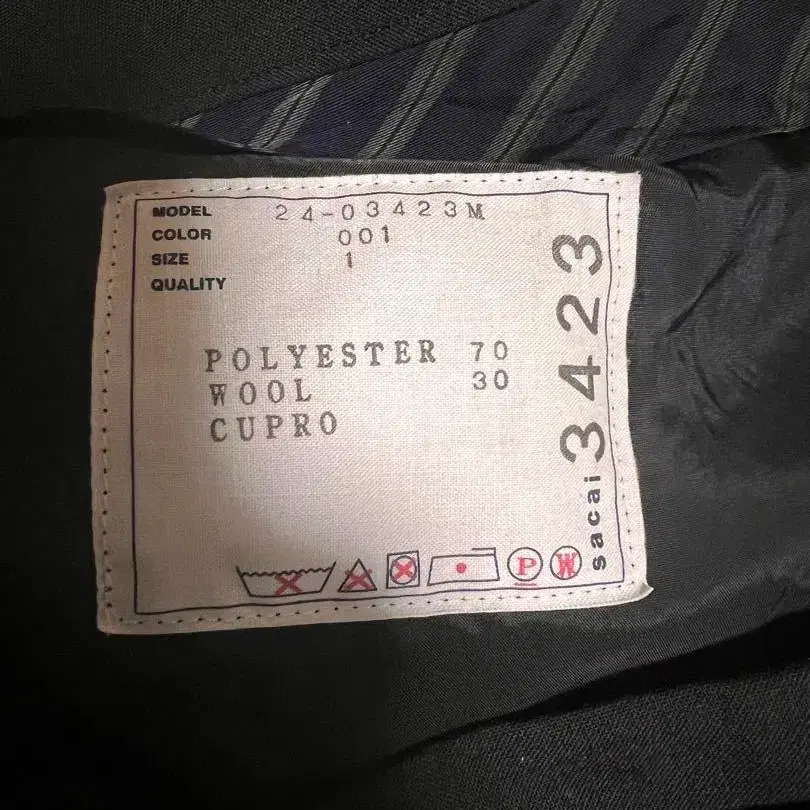 MODEL 24-03423M
COLOR 001
SIZE 1
QUALITY
POLYESTER 70
WOOL 30
CUPRO
P W
sacai 3423